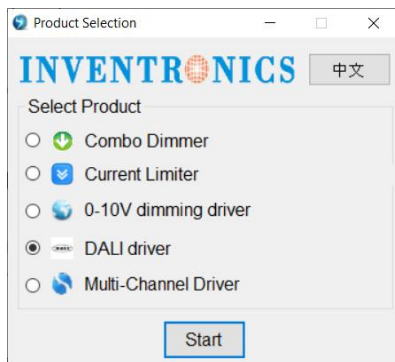 Product Selection
INVENTRONICS
中文
Select Product
Combo Dimmer
Current Limiter
0-10V dimming driver
DALI driver
Multi-Channel Driver
Start